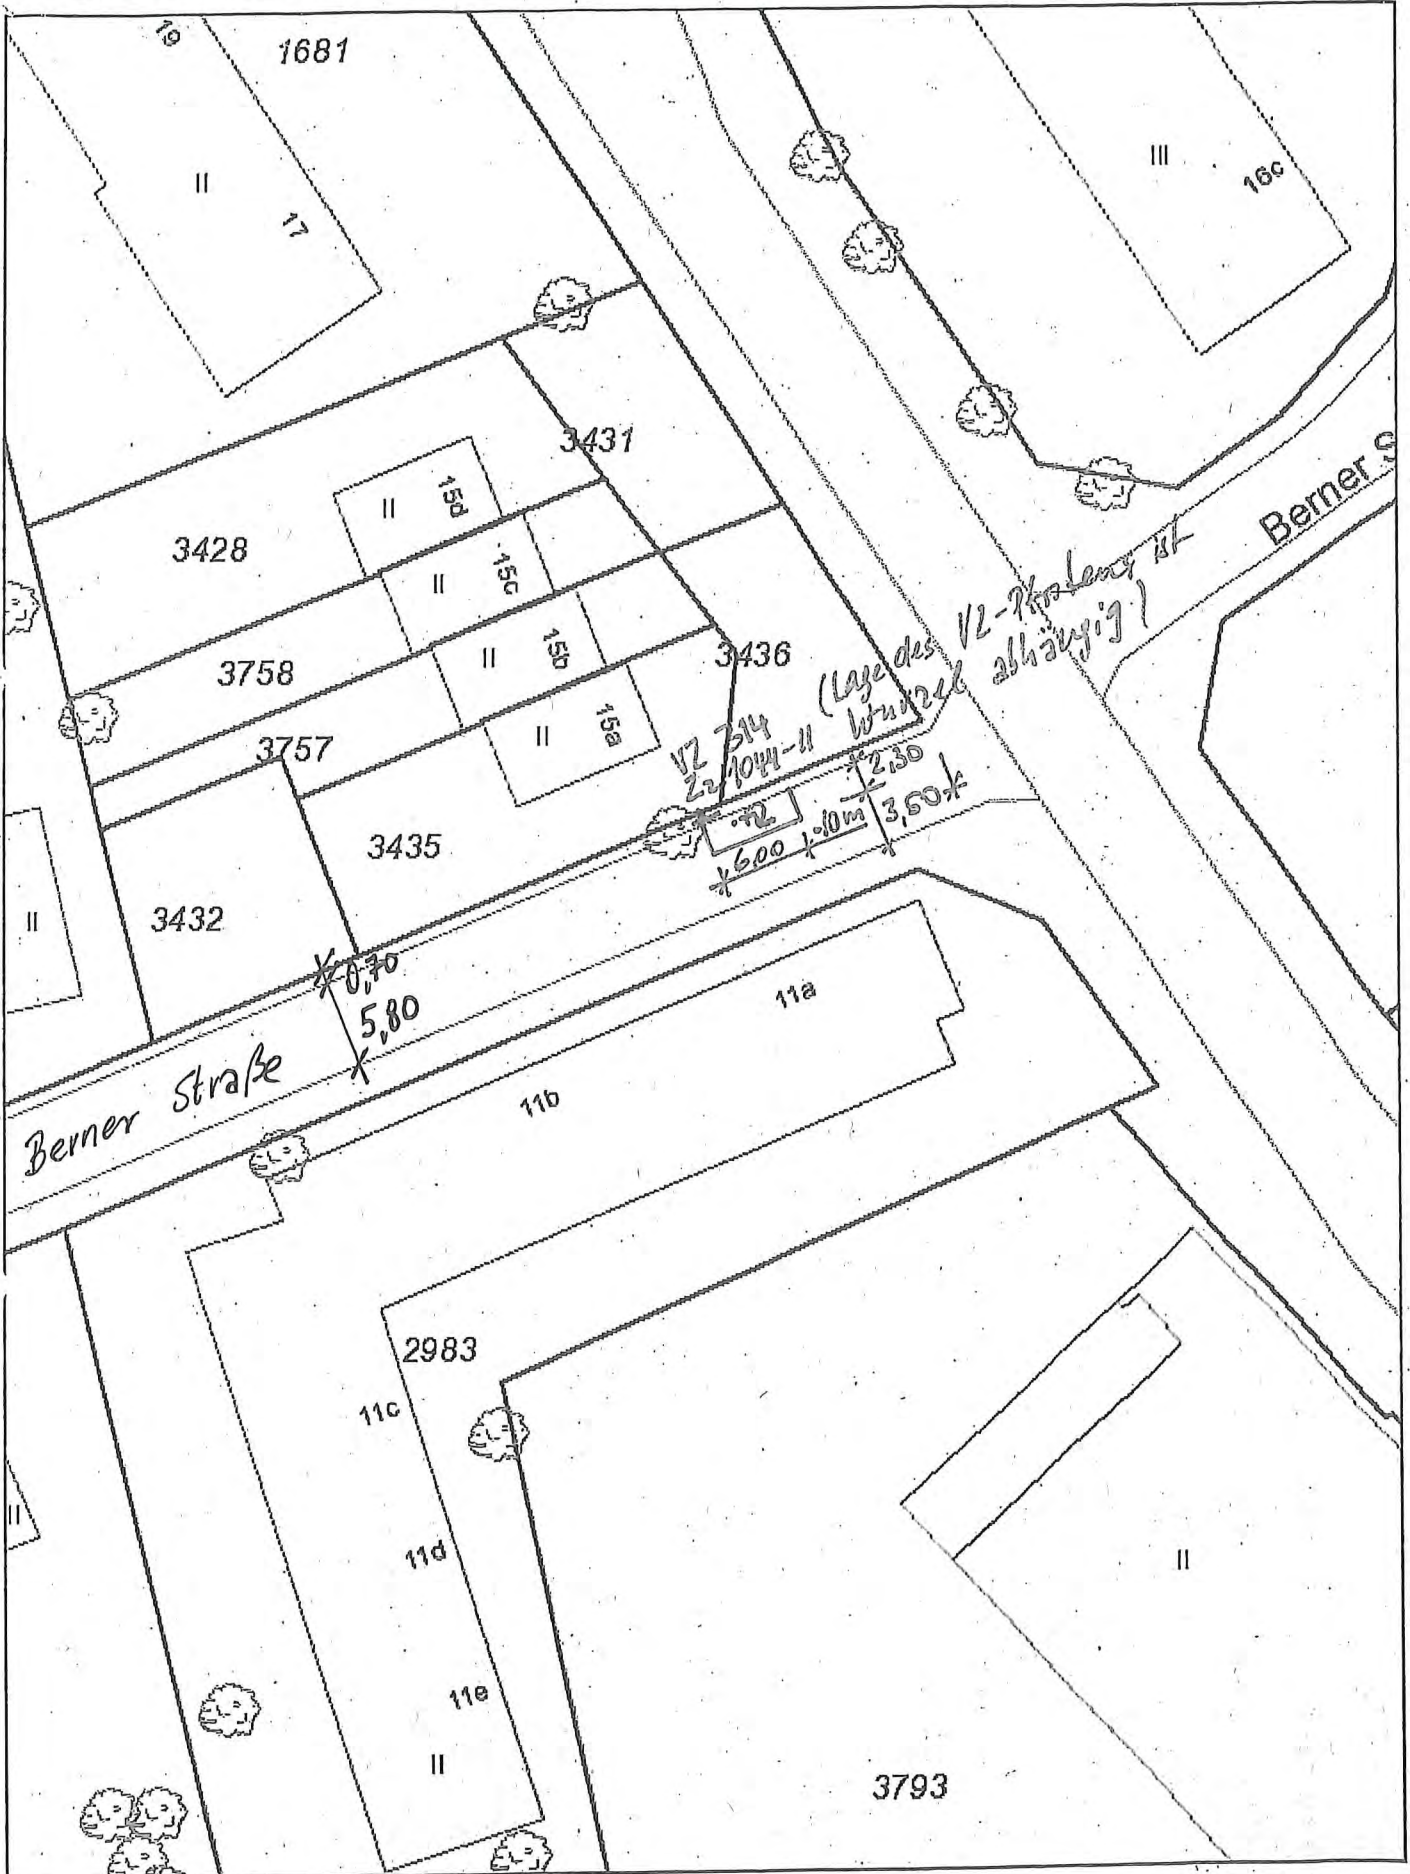 19
1681
II
17
III
16c
Berner S
3431
II
15d
3428
II
15c
3758
II
15b
3436
3757
II
15a
VZ 314
Zz 1044-11
(Lage des VZ-Pfostens ist
Wurzel abhängig!)
2,30
10m
3,50
6,00
3435
3432
II
0,70
5,80
Berner Straße
11a
11b
2983
11c
II
11d
II
11e
II
3793